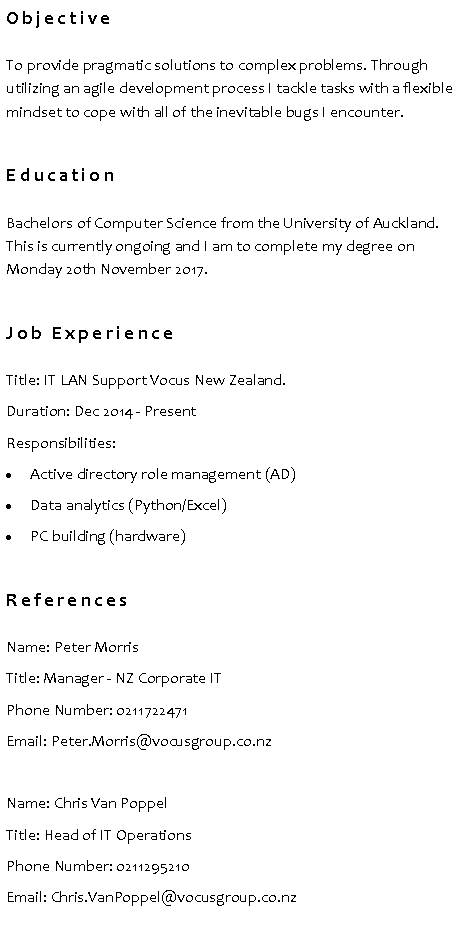 Objective
To provide pragmatic solutions to complex problems. Through
utilizing an agile development process I tackle tasks with a flexible
mindset to cope with all of the inevitable bugs I encounter.
Education
Bachelors of Computer Science from the University of Auckland.
This is currently ongoing and I am to complete my degree on
Monday 20th November 2017.
Job Experience
Title: IT LAN Support Vocus New Zealand.
Duration: Dec 2014 - Present
Responsibilities:
• Active directory role management (AD)
• Data analytics (Python/Excel)
• PC building (hardware)
References
Name: Peter Morris
Title: Manager - NZ Corporate IT
Phone Number: 0211722471
Email: Peter.Morris@vocusgroup.co.nz
Name: Chris Van Poppel
Title: Head of IT Operations
Phone Number: 0211295210
Email: Chris.VanPoppel@vocusgroup.co.nz